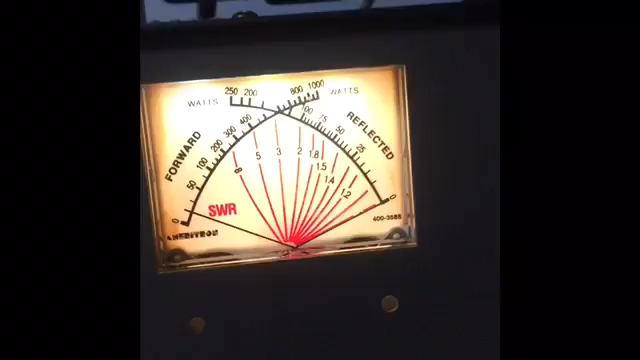 250 200 800 1000
WATTS WATTS
FORWARD
0 50 100 200 300 400
REFLECTED
100 75 50 25 0
∞ 5 3 2 1.8 1.5 1.4 1.2
SWR
AMERITRON
400-3585